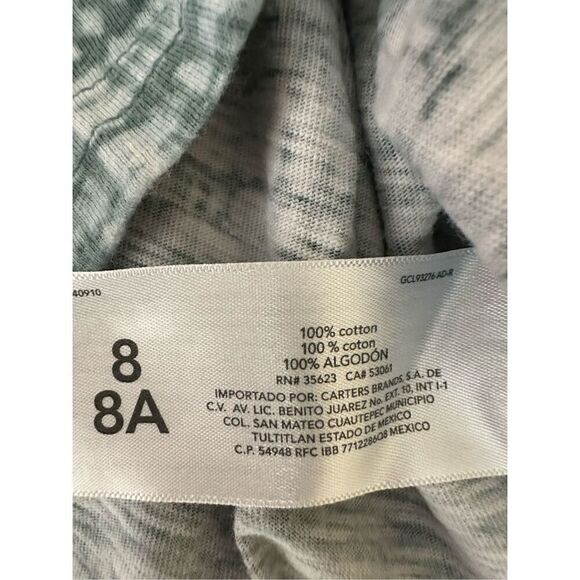 40910
GCL93276 AD-R
8
8A
100% cotton
100 % coton
100% ALGODÓN
RN# 35623 CA# 53061
IMPORTADO POR: CARTERS BRANDS, S.A. DE
C.V. AV. LIC. BENITO JUAREZ No. EXT. 10, INT I-1
COL. SAN MATEO CUAUTEPEC MUNICIPIO
TULTITLAN ESTADO DE MEXICO
C.P. 54948 RFC IBB 7712286Q8 MEXICO